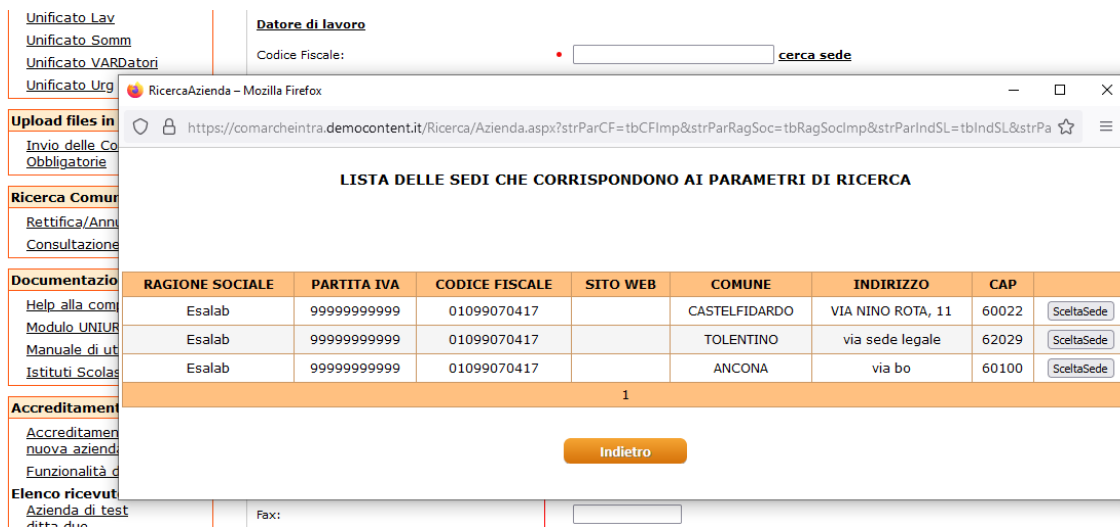 Unificato Lav
Unificato Somm
Unificato VARDatori
Unificato Urg
Upload files in
Invio delle Co
Obbligatorie
Ricerca Comur
Rettifica/Annu
Consultazione
Documentazio
Help alla comp
Modulo UNIUR
Manuale di ut
Istituti Scolas
Accreditament
Accreditamen
nuova azienda
Funzionalità d
Elenco ricevut
Azienda di test
ditta due
Datore di lavoro
Codice Fiscale: • cerca sede
RicercaAzienda – Mozilla Firefox
https://comarcheintra.democontent.it/Ricerca/Azienda.aspx?strParCF=tbCFImp&strParRagSoc=tbRagSocImp&strParIndSL=tbIndSL&strPa
LISTA DELLE SEDI CHE CORRISPONDONO AI PARAMETRI DI RICERCA
RAGIONE SOCIALE PARTITA IVA CODICE FISCALE SITO WEB COMUNE INDIRIZZO CAP
Esalab 99999999999 01099070417 CASTELFIDARDO VIA NINO ROTA, 11 60022 SceltaSede
Esalab 99999999999 01099070417 TOLENTINO via sede legale 62029 SceltaSede
Esalab 99999999999 01099070417 ANCONA via bo 60100 SceltaSede
1
Indietro
Fax: